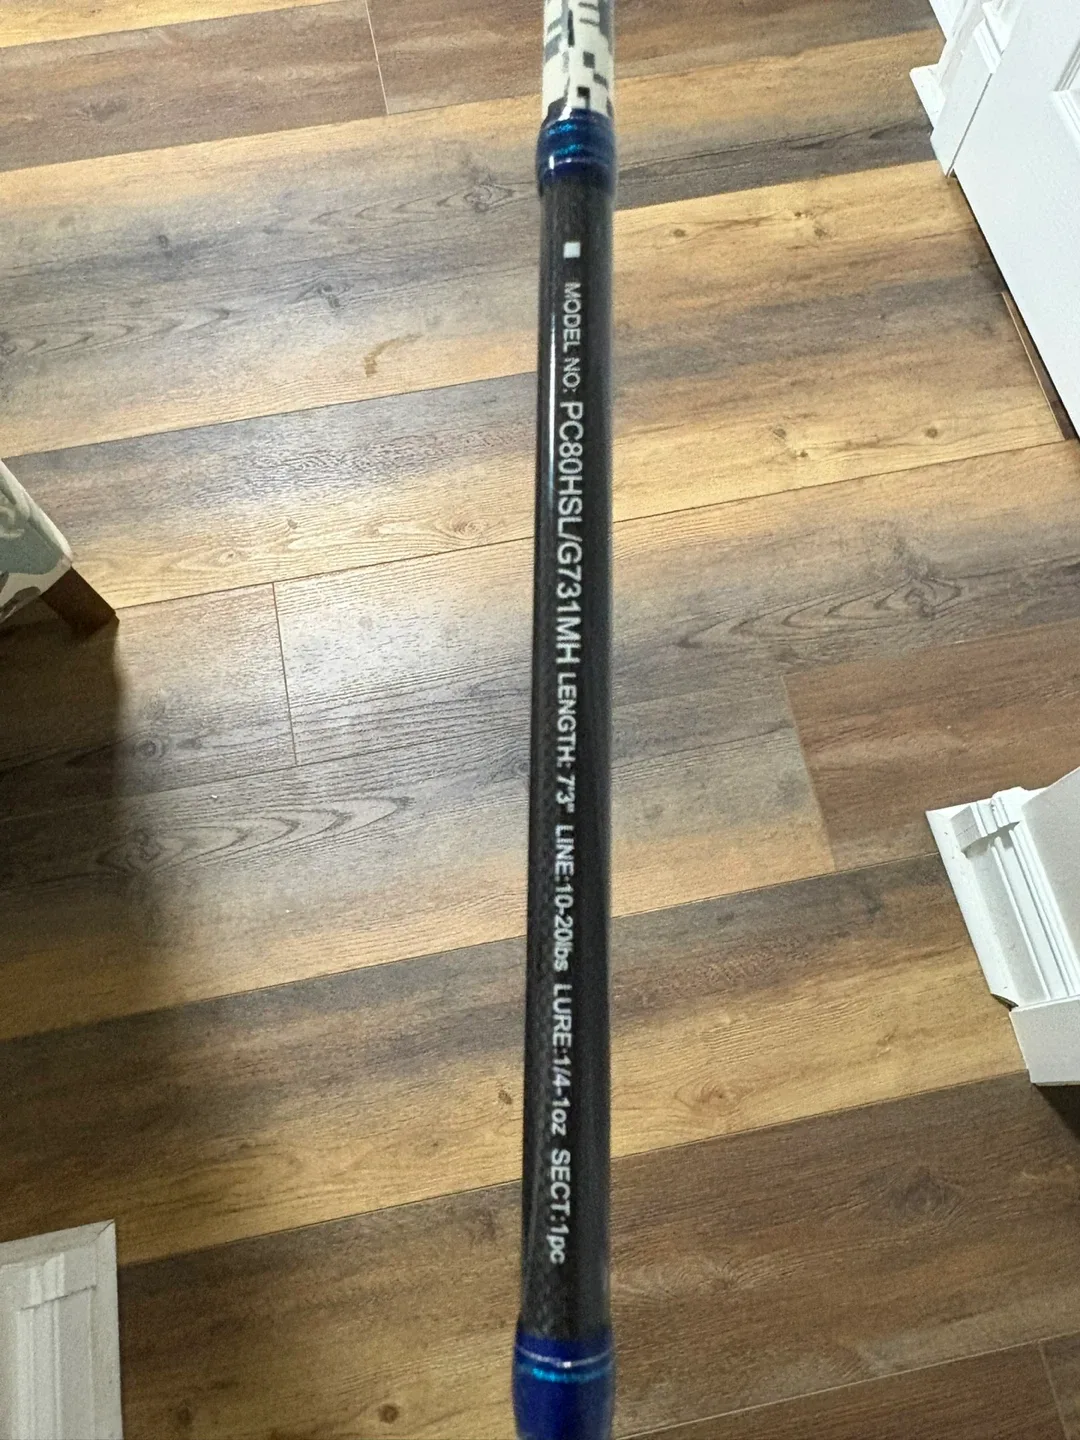 MODEL NO: PC80HSL/G731MH LENGTH: 7'3" LINE:10-20lbs LURE:1/4-1oz SECT:1pc